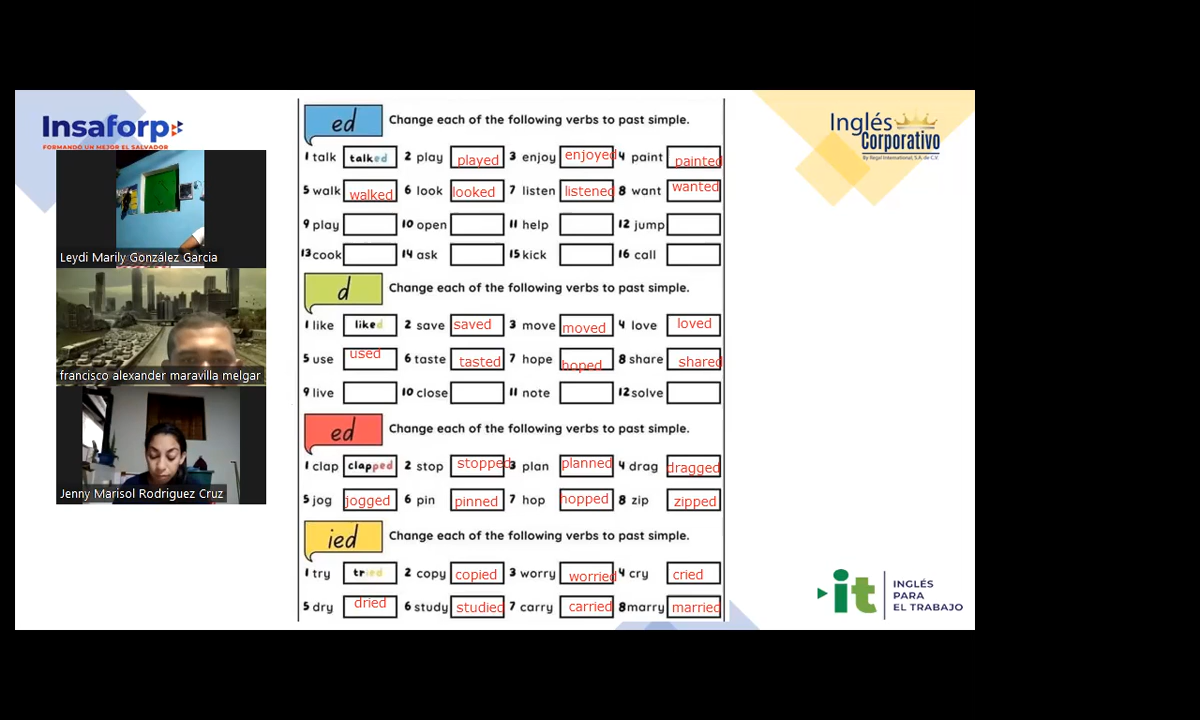 Insaforp
FORMANDO UN MEJOR EL SALVADOR
Leydi Marily González Garcia
francisco alexander maravilla melgar
Jenny Marisol Rodriguez Cruz
ed Change each of the following verbs to past simple.
1 talk talked 2 play played 3 enjoy enjoyed 4 paint painted
5 walk walked 6 look looked 7 listen listened 8 want wanted
9 play 10 open 11 help 12 jump
13 cook 14 ask 15 kick 16 call
d Change each of the following verbs to past simple.
1 like liked 2 save saved 3 move moved 4 love loved
5 use used 6 taste tasted 7 hope hoped 8 share shared
9 live 10 close 11 note 12 solve
ed Change each of the following verbs to past simple.
1 clap clapped 2 stop stopped 3 plan planned 4 drag dragged
5 jog jogged 6 pin pinned 7 hop hopped 8 zip zipped
ied Change each of the following verbs to past simple.
1 try tried 2 copy copied 3 worry worried 4 cry cried
5 dry dried 6 study studied 7 carry carried 8 marry married
Inglés
Corporativo
By Regal International, S.A. de C.V.
it
INGLÉS
PARA
EL TRABAJO